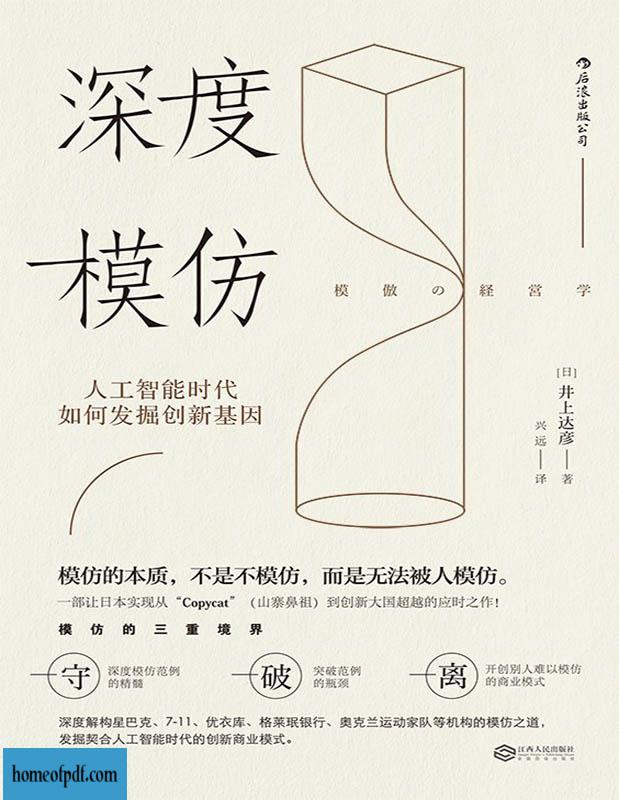 深度
模仿
后浪出版公司
模倣の経営学
人工智能时代
如何发掘创新基因
[日] 井上达彦 著
兴远 译
模仿的本质，不是不模仿，而是无法被人模仿。
一部让日本实现从“Copycat”（山寨鼻祖）到创新大国超越的应时之作！
模仿的三重境界
守 深度模仿范例
的精髓
破 突破范例
的瓶颈
离 开创别人难以模仿
的商业模式
深度解构星巴克、7-11、优衣库、格莱珉银行、奥克兰运动家队等机构的模仿之道，
发掘契合人工智能时代的创新商业模式。
江西人民出版社
homeofpdf.com